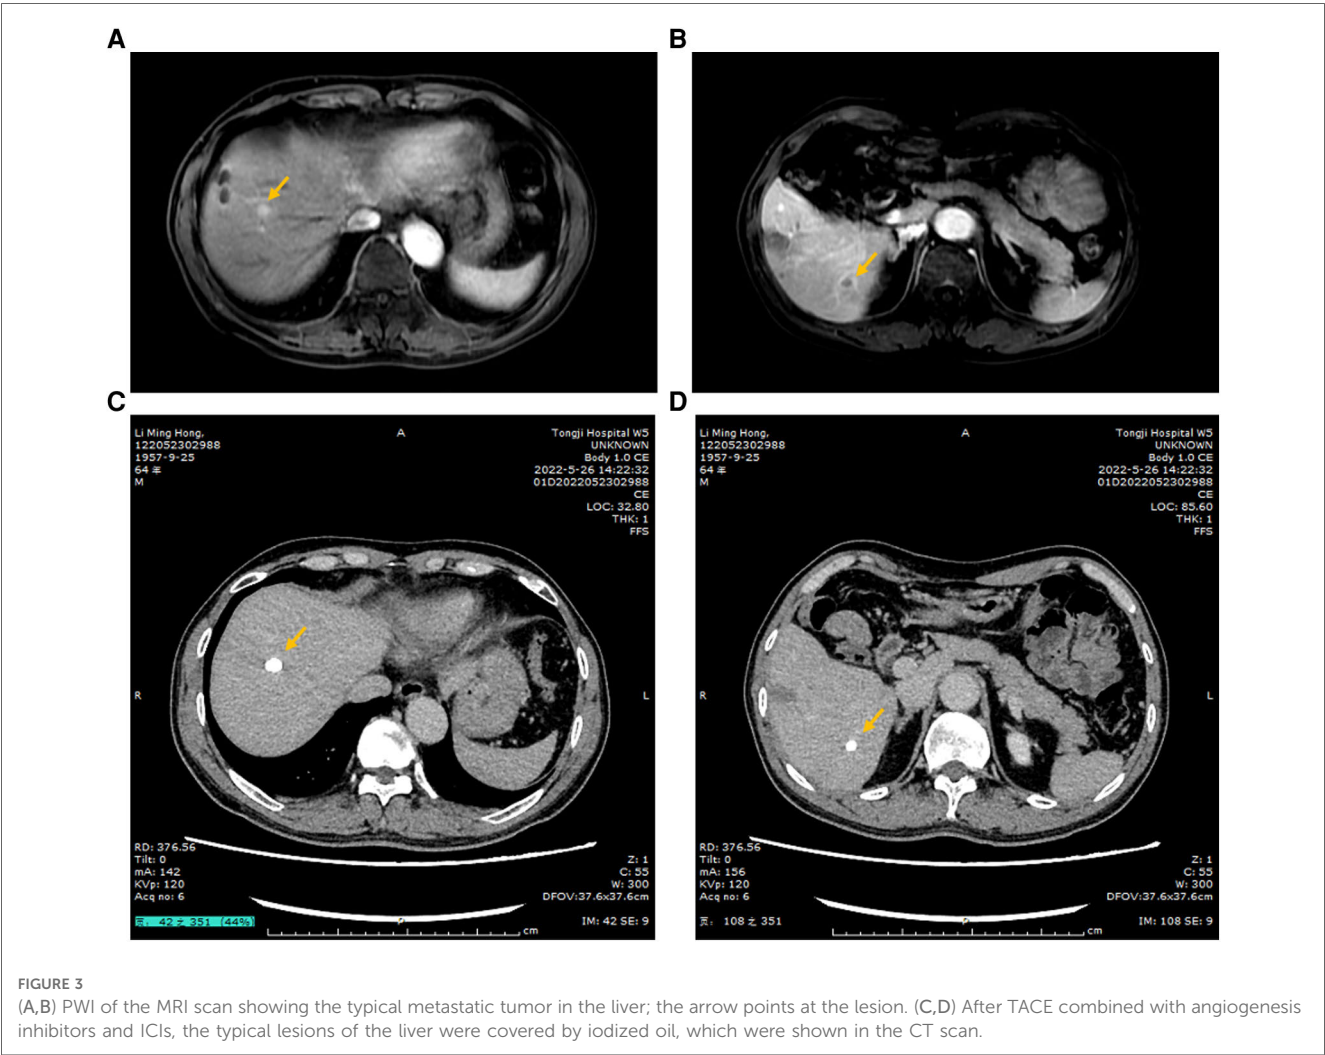 A
B
C
Li Ming Hong,
122052302988
1957-9-25
64 年
M
A
Tongji Hospital W5
UNKNOWN
Body 1.0 CE
2022-5-26 14:22:32
01D2022052302988
CE
LOC: 32.80
THK: 1
FFS
R
L
RD: 376.56
Tilt: 0
mA: 142
KVp: 120
Acq no: 6
页: 42 之 351 (44%)
Z: 1
C: 55
W: 300
DFOV:37.6x37.6cm
IM: 42 SE: 9
P
cm
D
Li Ming Hong,
122052302988
1957-9-25
64 年
M
A
Tongji Hospital W5
UNKNOWN
Body 1.0 CE
2022-5-26 14:22:32
01D2022052302988
CE
LOC: 85.60
THK: 1
FFS
R
L
RD: 376.56
Tilt: 0
mA: 156
KVp: 120
Acq no: 6
页: 108 之 351
Z: 1
C: 55
W: 300
DFOV:37.6x37.6cm
IM: 108 SE: 9
P
cm
FIGURE 3
(A,B) PWI of the MRI scan showing the typical metastatic tumor in the liver; the arrow points at the lesion. (C,D) After TACE combined with angiogenesis
inhibitors and ICIs, the typical lesions of the liver were covered by iodized oil, which were shown in the CT scan.